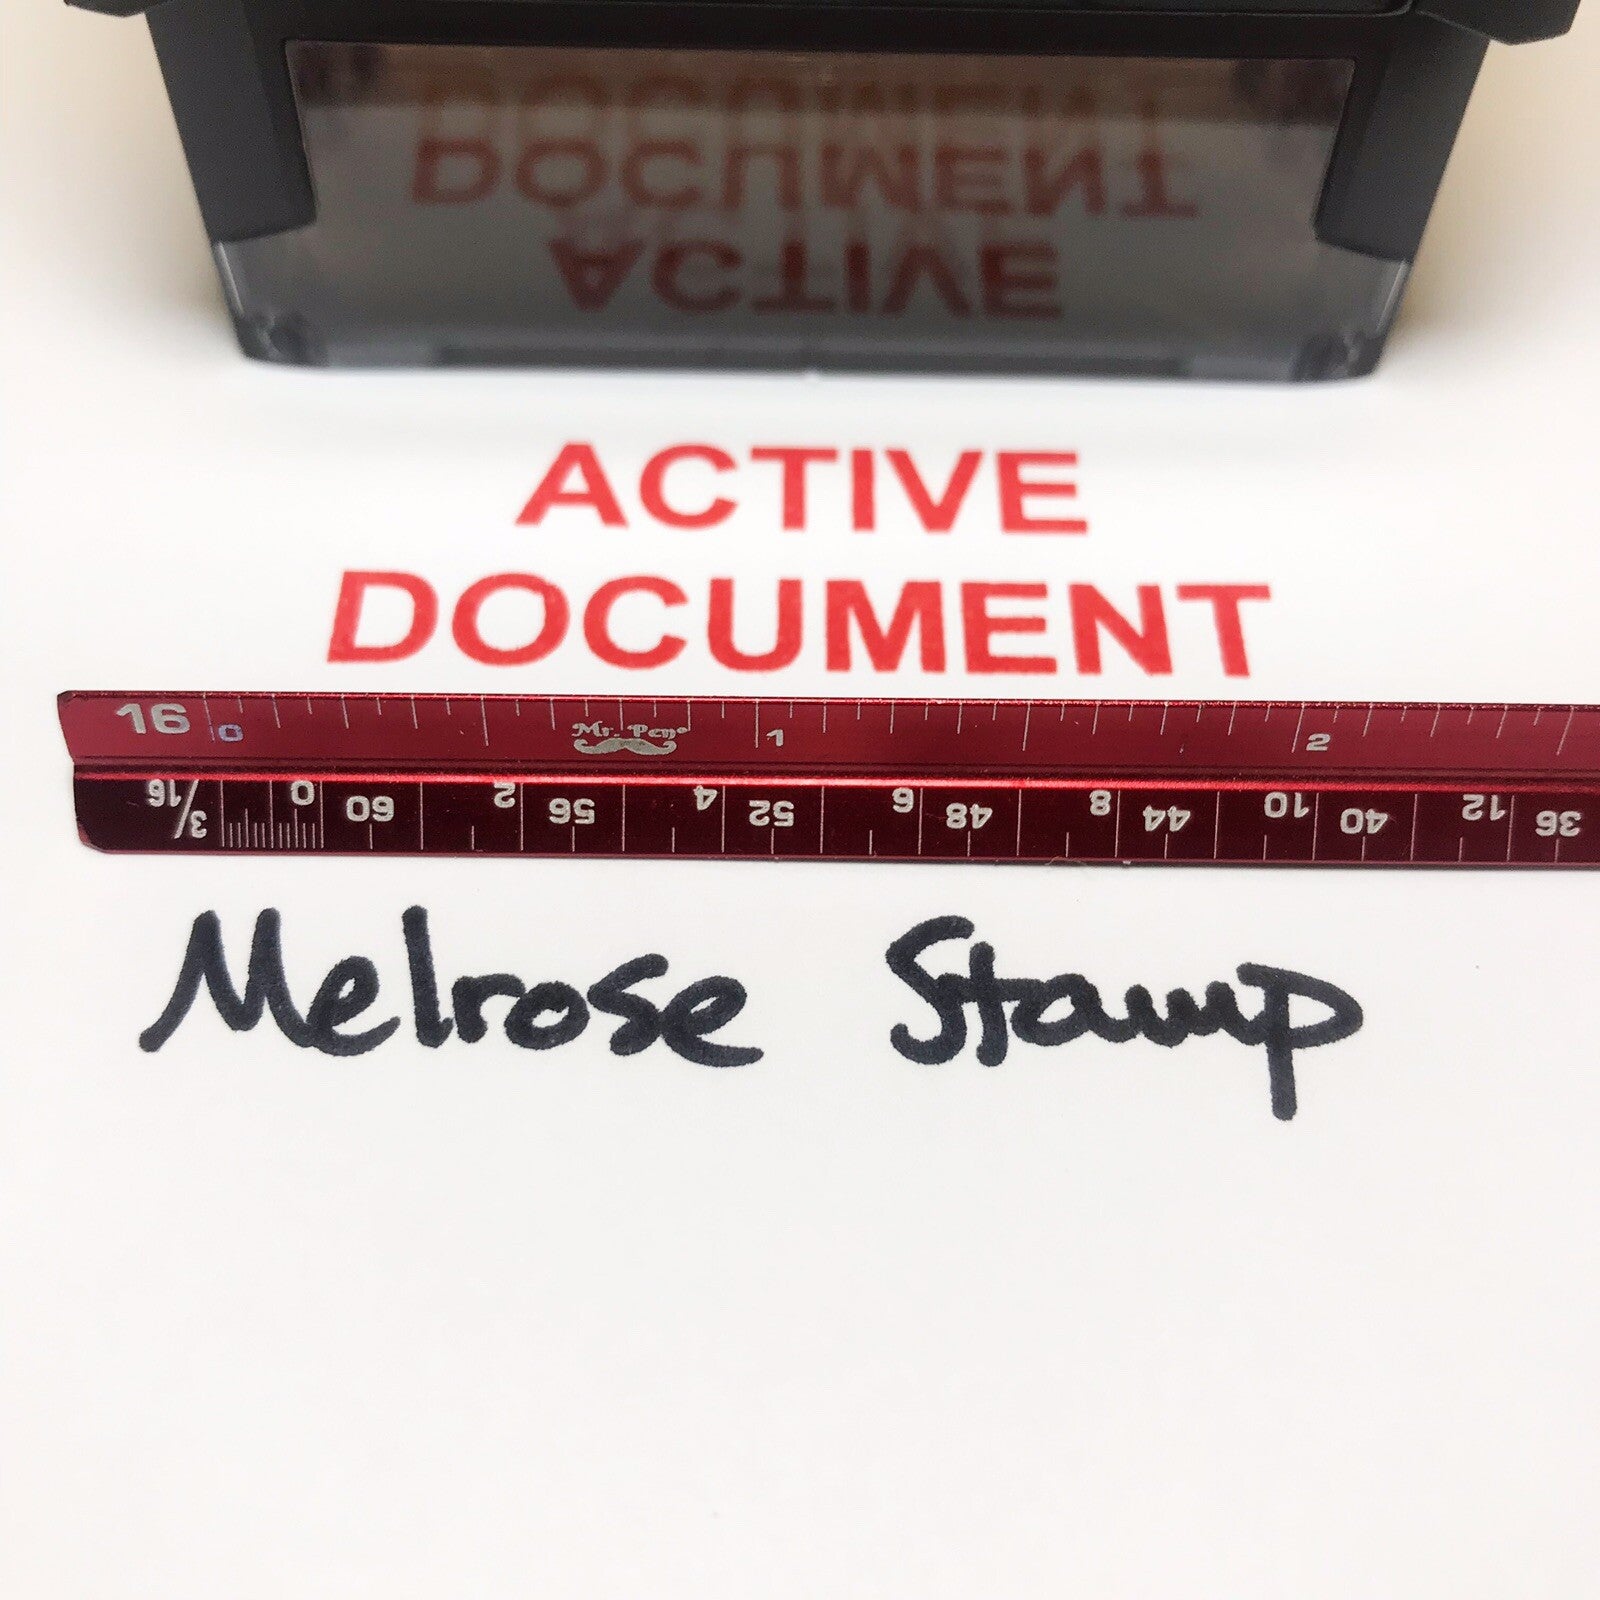 DOCUMENT
ACTIVE
ACTIVE
DOCUMENT
16 0 Mr. Pen® 1 2
3/16 0 60 2 56 4 52 6 48 8 44 10 40 12 36
Melrose Stamp